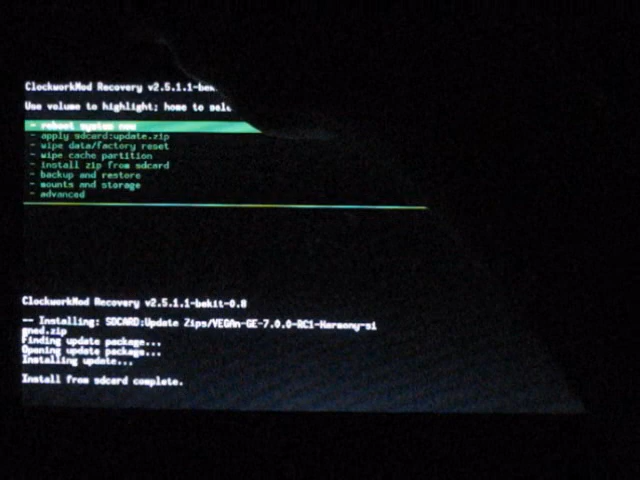 ClockworkMod Recovery v2.5.1.1-bek
Use volume to highlight; home to sele
- reboot system now
- apply sdcard:update.zip
- wipe data/factory reset
- wipe cache partition
- install zip from sdcard
- backup and restore
- mounts and storage
- advanced
ClockworkMod Recovery v2.5.1.1-bekit-0.8
-- Installing: SDCARD:Update Zips/VEGAn-GE-7.0.0-RC1-Harmony-si
gned.zip
Finding update package...
Opening update package...
Installing update...
Install from sdcard complete.